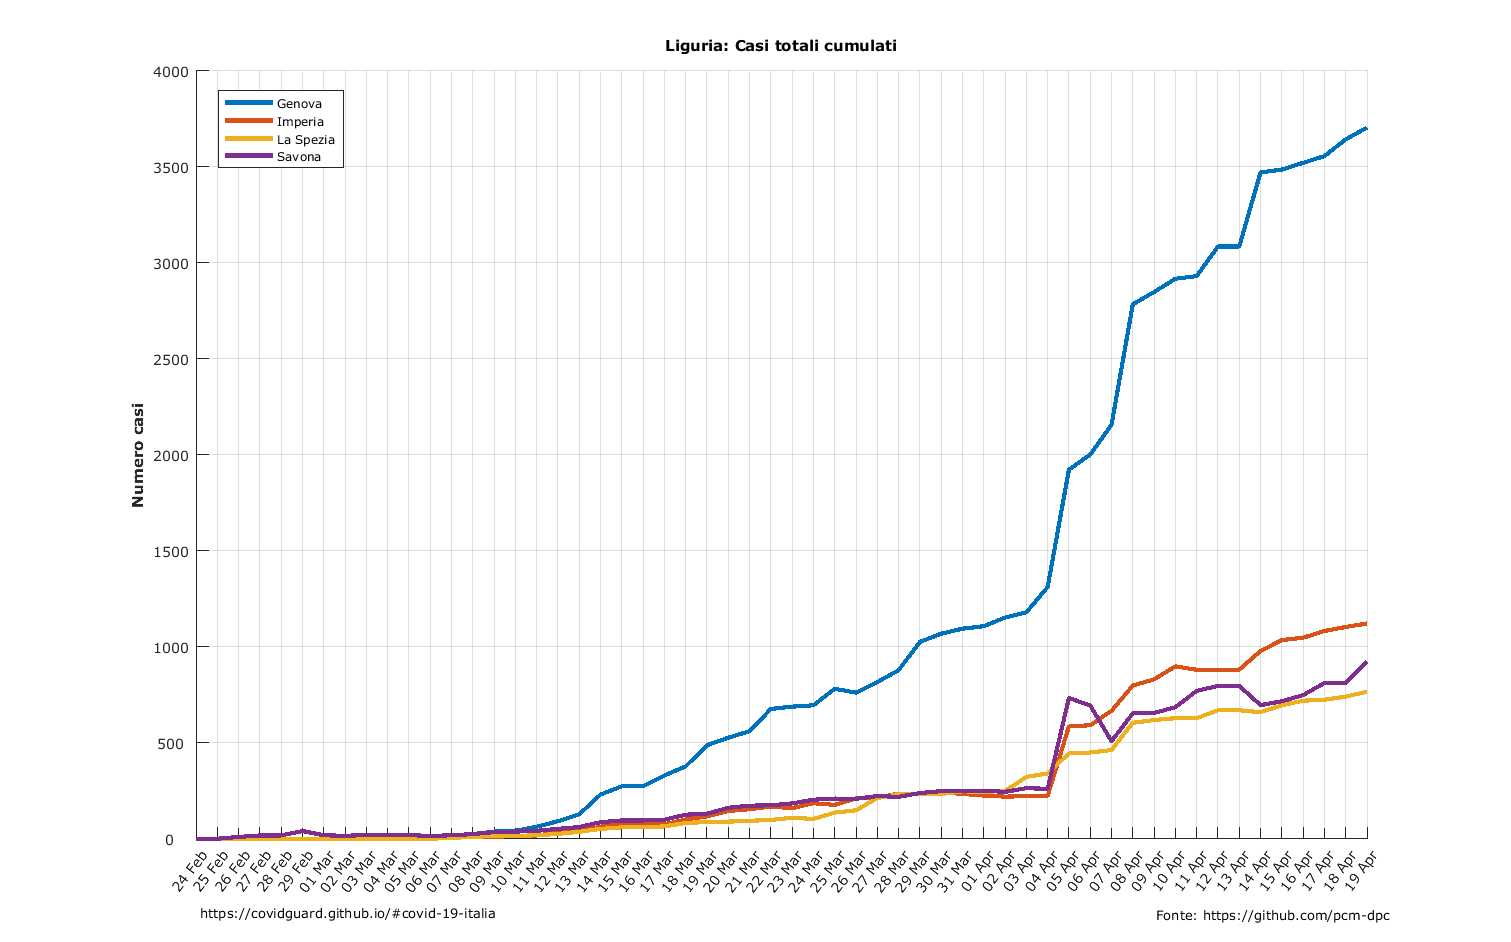 Liguria: Casi totali cumulati
4000
3500
3000
2500
2000
1500
1000
500
0
Numero casi
Genova
Imperia
La Spezia
Savona
24 Feb
25 Feb
26 Feb
27 Feb
28 Feb
29 Feb
01 Mar
02 Mar
03 Mar
04 Mar
05 Mar
06 Mar
07 Mar
08 Mar
09 Mar
10 Mar
11 Mar
12 Mar
13 Mar
14 Mar
15 Mar
16 Mar
17 Mar
18 Mar
19 Mar
20 Mar
21 Mar
22 Mar
23 Mar
24 Mar
25 Mar
26 Mar
27 Mar
28 Mar
29 Mar
30 Mar
31 Mar
01 Apr
02 Apr
03 Apr
04 Apr
05 Apr
06 Apr
07 Apr
08 Apr
09 Apr
10 Apr
11 Apr
12 Apr
13 Apr
14 Apr
15 Apr
16 Apr
17 Apr
18 Apr
19 Apr
https://covidguard.github.io/#covid-19-italia
Fonte: https://github.com/pcm-dpc